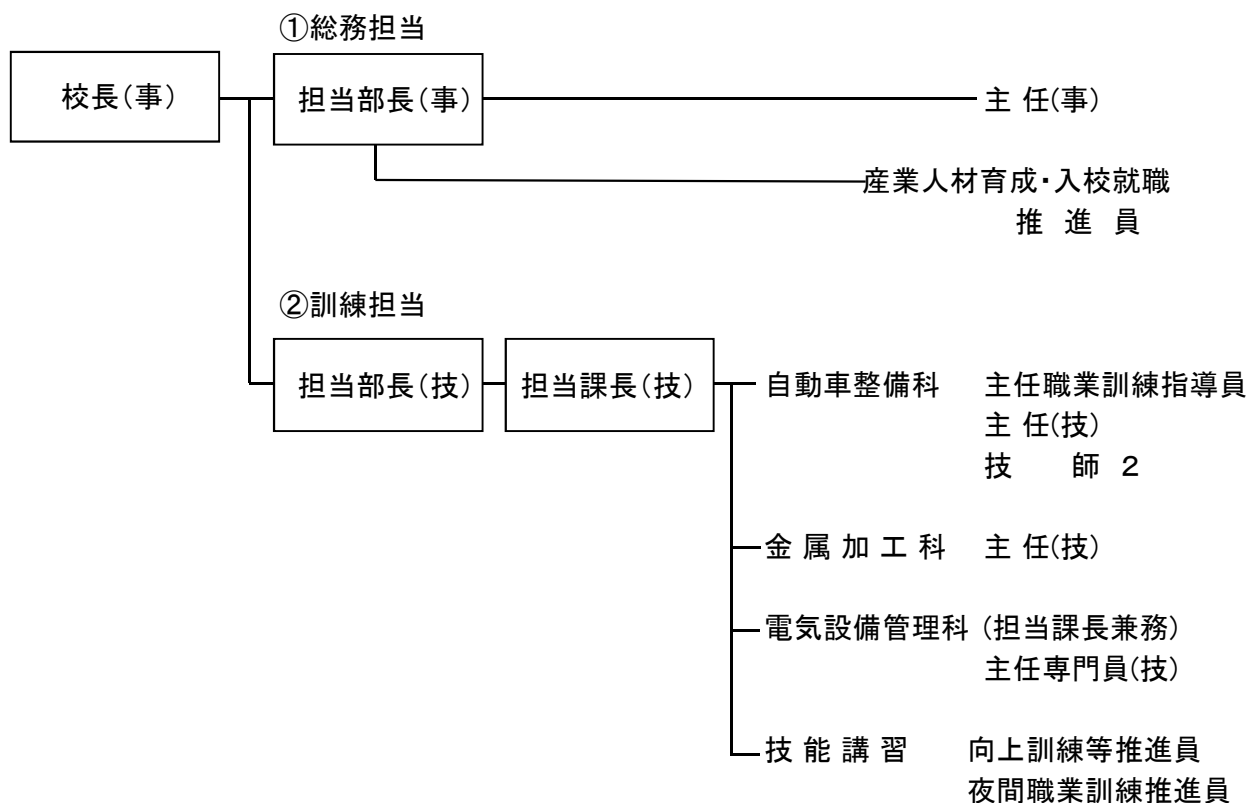 ①総務担当
校長(事)
担当部長(事)
主 任(事)
産業人材育成・入校就職
推 進 員
②訓練担当
担当部長(技)
担当課長(技)
自動車整備科 主任職業訓練指導員
主 任(技)
技 師 2
金 属 加 工 科 主 任(技)
電気設備管理科 (担当課長兼務)
主任専門員(技)
技 能 講 習 向上訓練等推進員
夜間職業訓練推進員